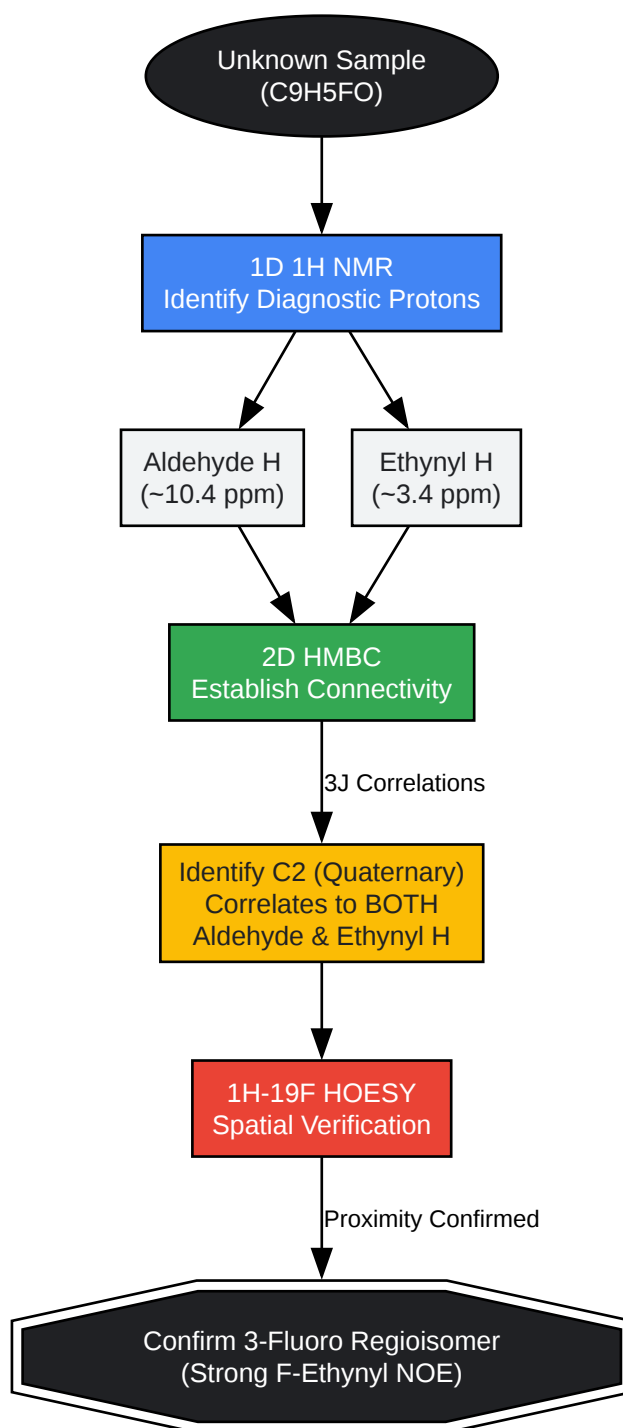 Unknown Sample
(C9H5FO)
1D 1H NMR
Identify Diagnostic Protons
Aldehyde H
(~10.4 ppm)
Ethynyl H
(~3.4 ppm)
2D HMBC
Establish Connectivity
3J Correlations
Identify C2 (Quaternary)
Correlates to BOTH
Aldehyde & Ethynyl H
1H-19F HOESY
Spatial Verification
Proximity Confirmed
Confirm 3-Fluoro Regioisomer
(Strong F-Ethynyl NOE)